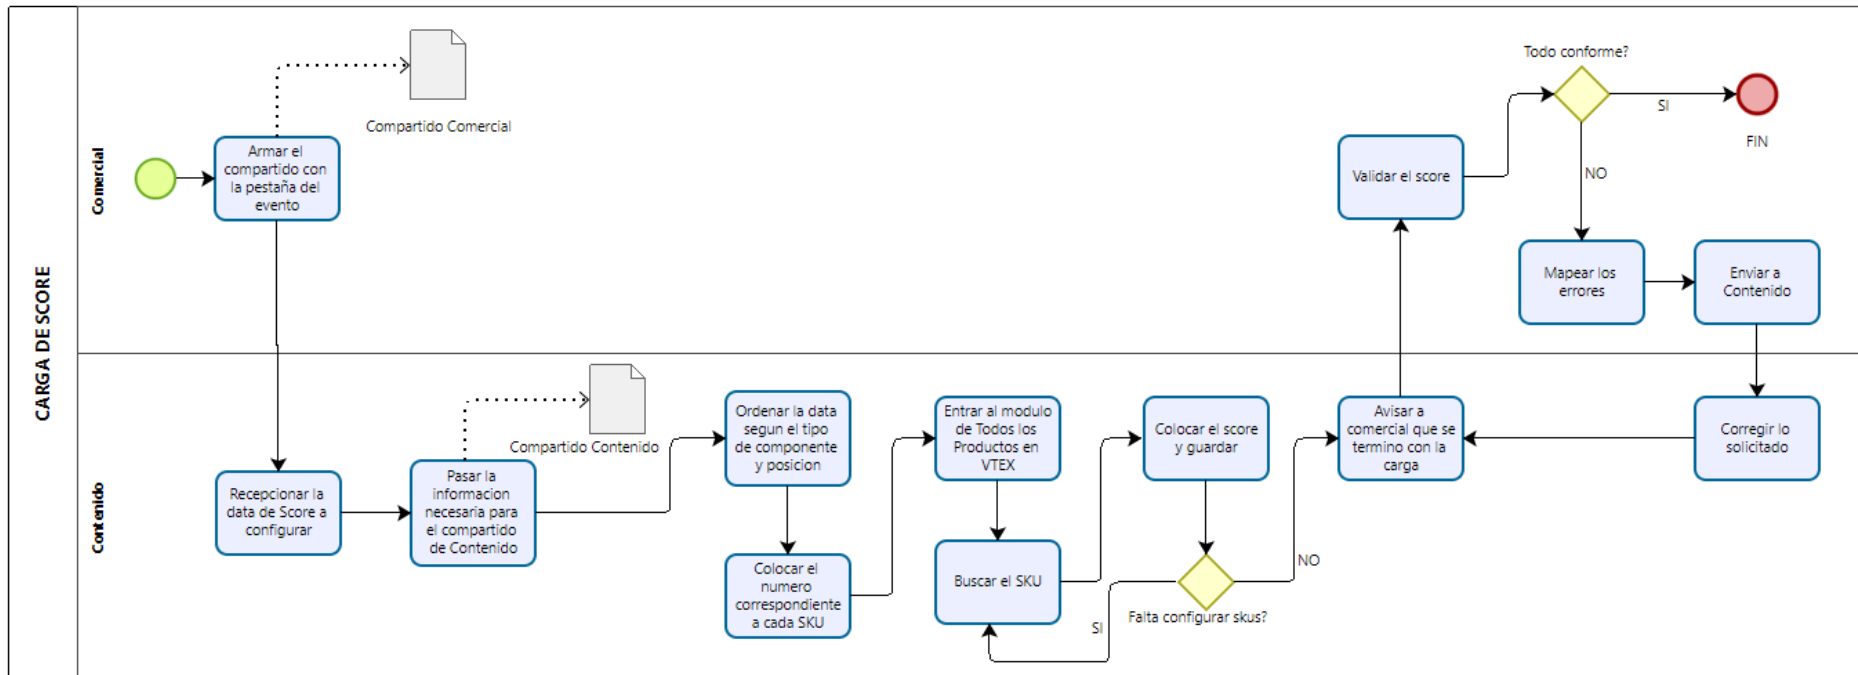 CARGA DE SCORE
Comercial
Armar el
compartido con
la pestaña del
evento
Compartido Comercial
Validar el score
Todo conforme?
SI
FIN
NO
Mapear los
errores
Enviar a
Contenido
Contenido
Recepcionar la
data de Score a
configurar
Pasar la
informacion
necesaria para
el compartido
de Contenido
Compartido Contenido
Ordenar la data
segun el tipo
de componente
y posicion
Colocar el
numero
correspondiente
a cada SKU
Entrar al modulo
de Todos los
Productos en
VTEX
Buscar el SKU
Colocar el score
y guardar
Falta configurar skus?
SI
NO
Avisar a
comercial que se
termino con la
carga
Corregir lo
solicitado